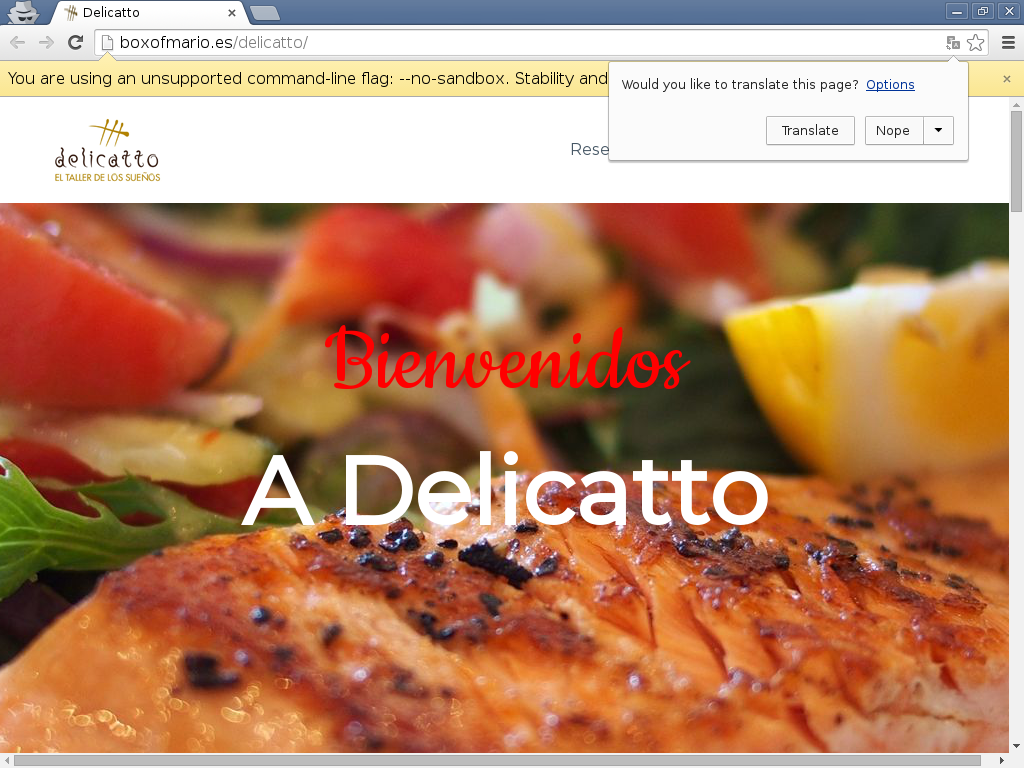 Delicatto
boxofmario.es/delicatto/
You are using an unsupported command-line flag: --no-sandbox. Stability and
Would you like to translate this page? Options
Translate Nope
delicatto
EL TALLER DE LOS SUEÑOS
Rese
Bienvenidos
A Delicatto